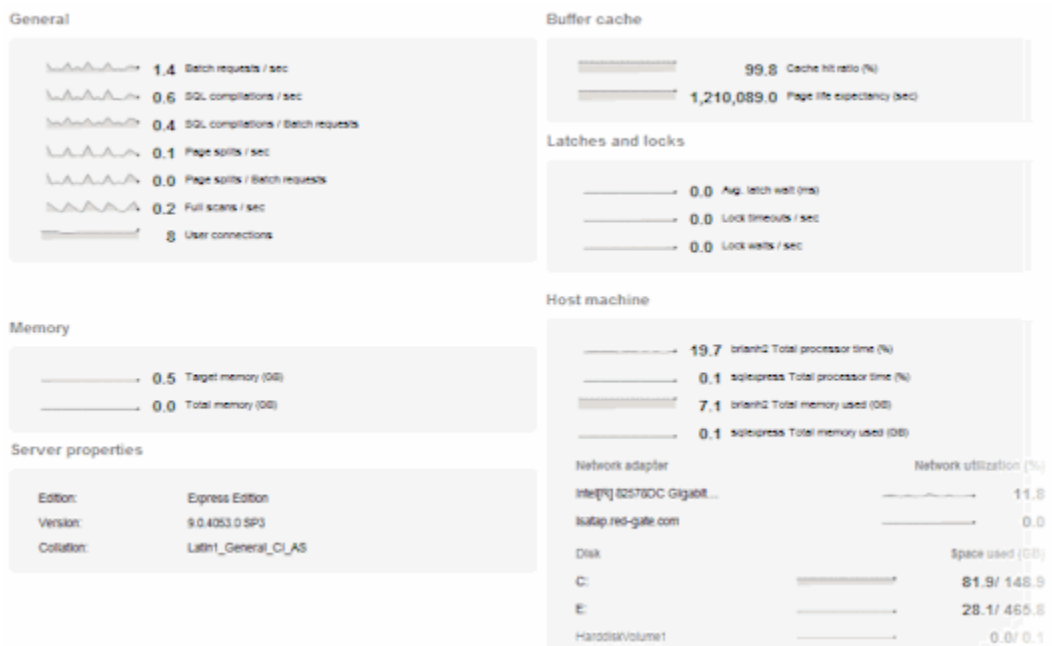 General
1.4 Batch requests / sec
0.6 SQL compilations / sec
0.4 SQL compilations / Batch requests
0.1 Page splits / sec
0.0 Page splits / Batch requests
0.2 Full scans / sec
8 User connections
Memory
0.5 Target memory (GB)
0.0 Total memory (GB)
Server properties
Edition: Express Edition
Version: 9.0.4053.0 SP3
Collation: Latin1_General_CI_AS
Buffer cache
99.8 Cache hit ratio (%)
1,210,089.0 Page life expectancy (sec)
Latches and locks
0.0 Avg. latch wait (ms)
0.0 Lock timeouts / sec
0.0 Lock waits / sec
Host machine
19.7 brianh2 Total processor time (%)
0.1 sqlexpress Total processor time (%)
7.1 brianh2 Total memory used (GB)
0.1 sqlexpress Total memory used (GB)
Network adapter Network utilization (%)
Intel[R] 82578DC Gigabit... 11.8
isatap.red-gate.com 0.0
Disk Space used (GB)
C: 81.9/ 148.9
E: 28.1/ 465.8
HarddiskVolume1 0.0/ 0.1